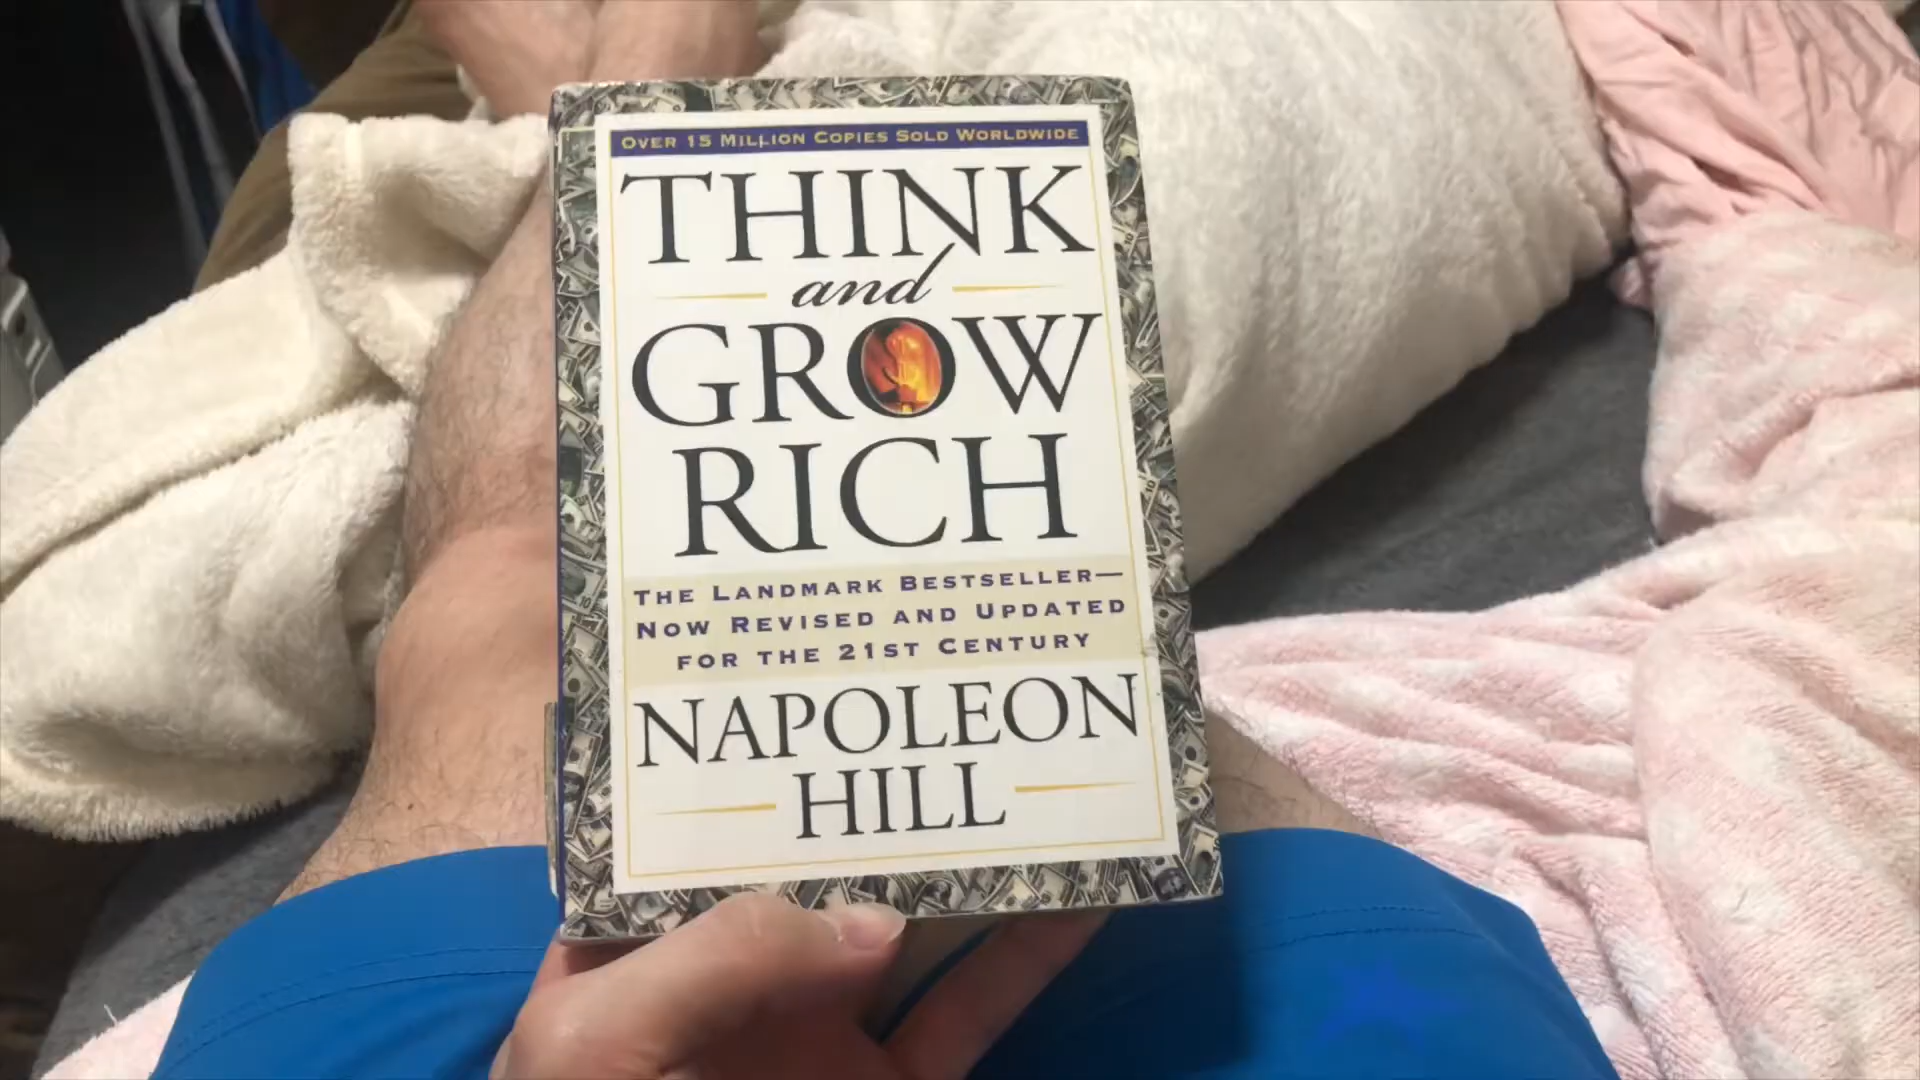 OVER 15 MILLION COPIES SOLD WORLDWIDE
THINK
and
GROW
RICH
THE LANDMARK BESTSELLER—
NOW REVISED AND UPDATED
FOR THE 21ST CENTURY
NAPOLEON
HILL